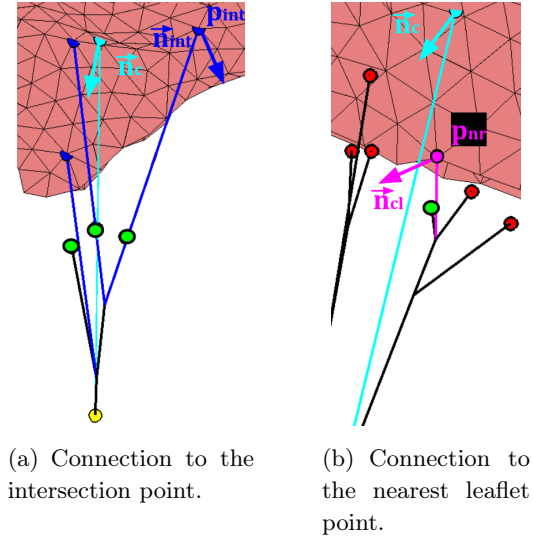 p_int
n_int
n_c
n_c
p_nr
n_cl
(a) Connection to the
intersection point.
(b) Connection to
the nearest leaflet
point.